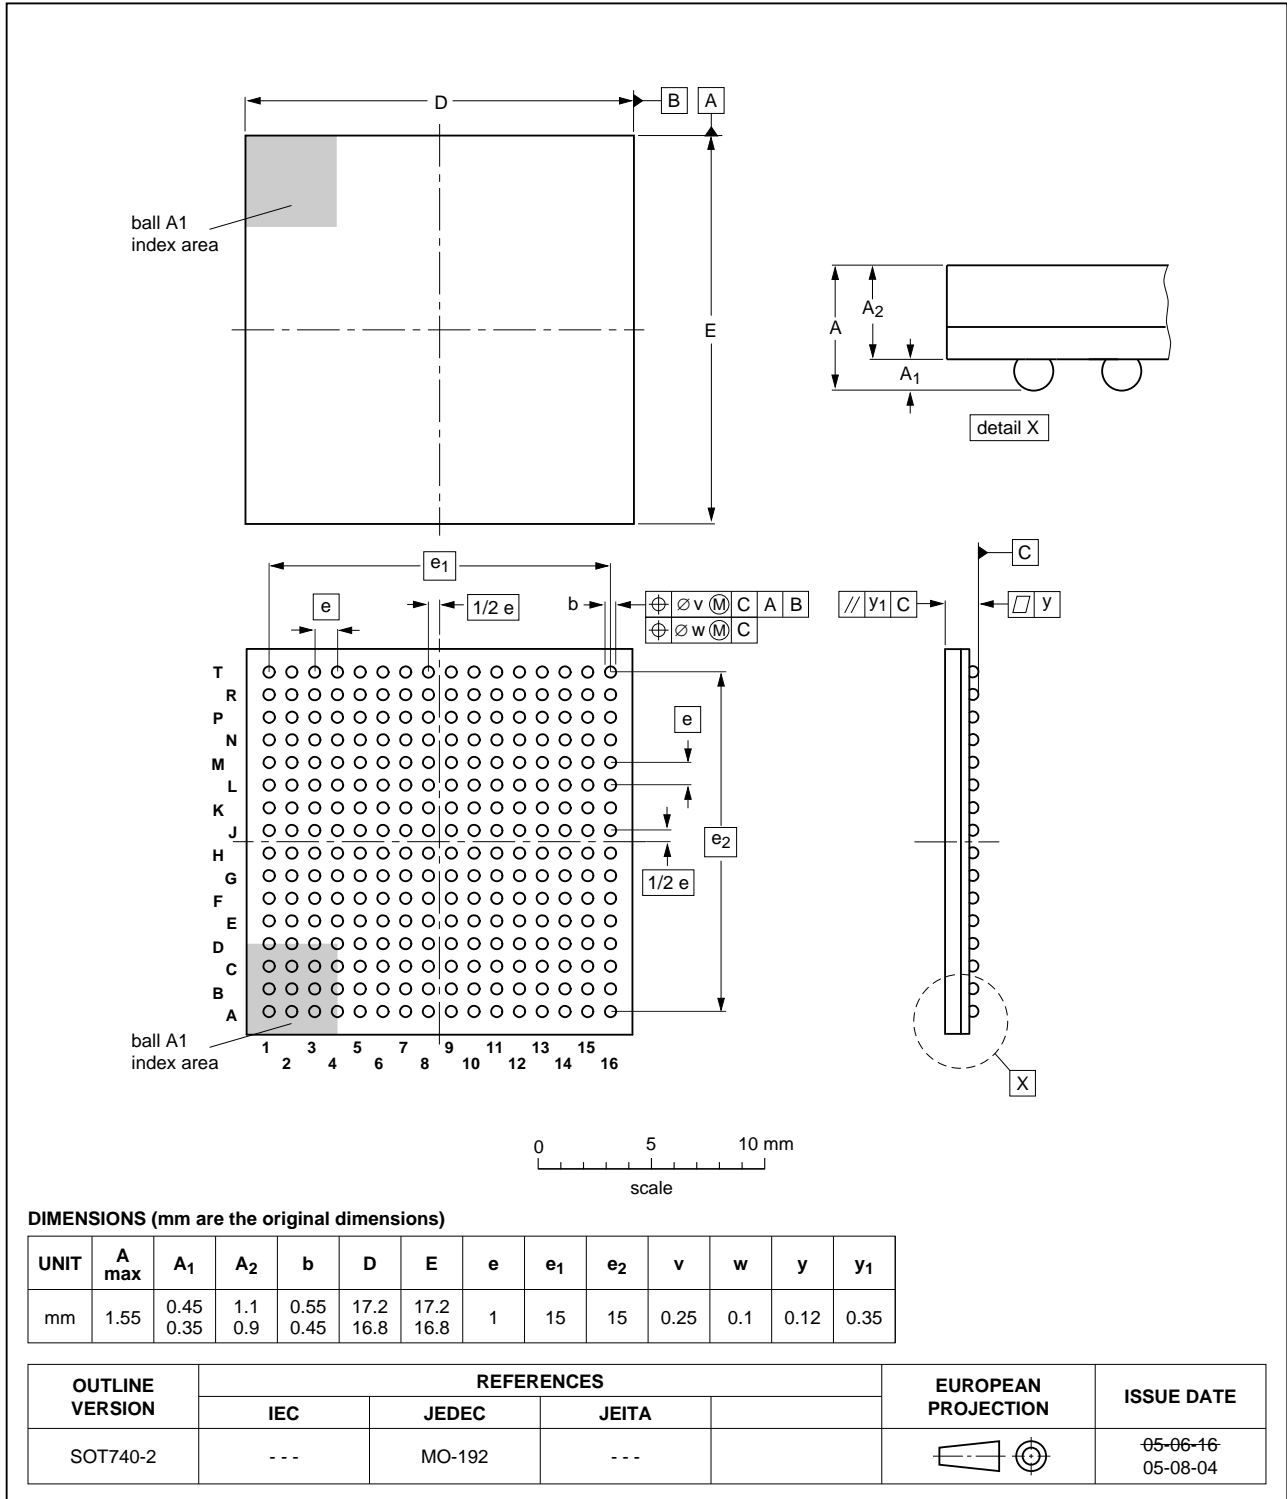 D
B A
ball A1
index area
E
A
A2
A1
detail X
e1
e
1/2 e
b
⌖ ⌀ v Ⓜ C A B
⌖ ⌀ w Ⓜ C
C
// y1 C
▱ y
T
R
P
N
M
L
K
J
H
G
F
E
D
C
B
A
e
e2
1/2 e
ball A1
index area
1 3 5 7 9 11 13 15
2 4 6 8 10 12 14 16
X
0 5 10 mm
scale
DIMENSIONS (mm are the original dimensions)
UNIT A max A1 A2 b D E e e1 e2 v w y y1
mm 1.55 0.45 0.35 1.1 0.9 0.55 0.45 17.2 16.8 17.2 16.8 1 15 15 0.25 0.1 0.12 0.35
OUTLINE VERSION REFERENCES EUROPEAN PROJECTION ISSUE DATE
IEC JEDEC JEITA
SOT740-2 - - - MO-192 - - - 05-06-16
05-08-04